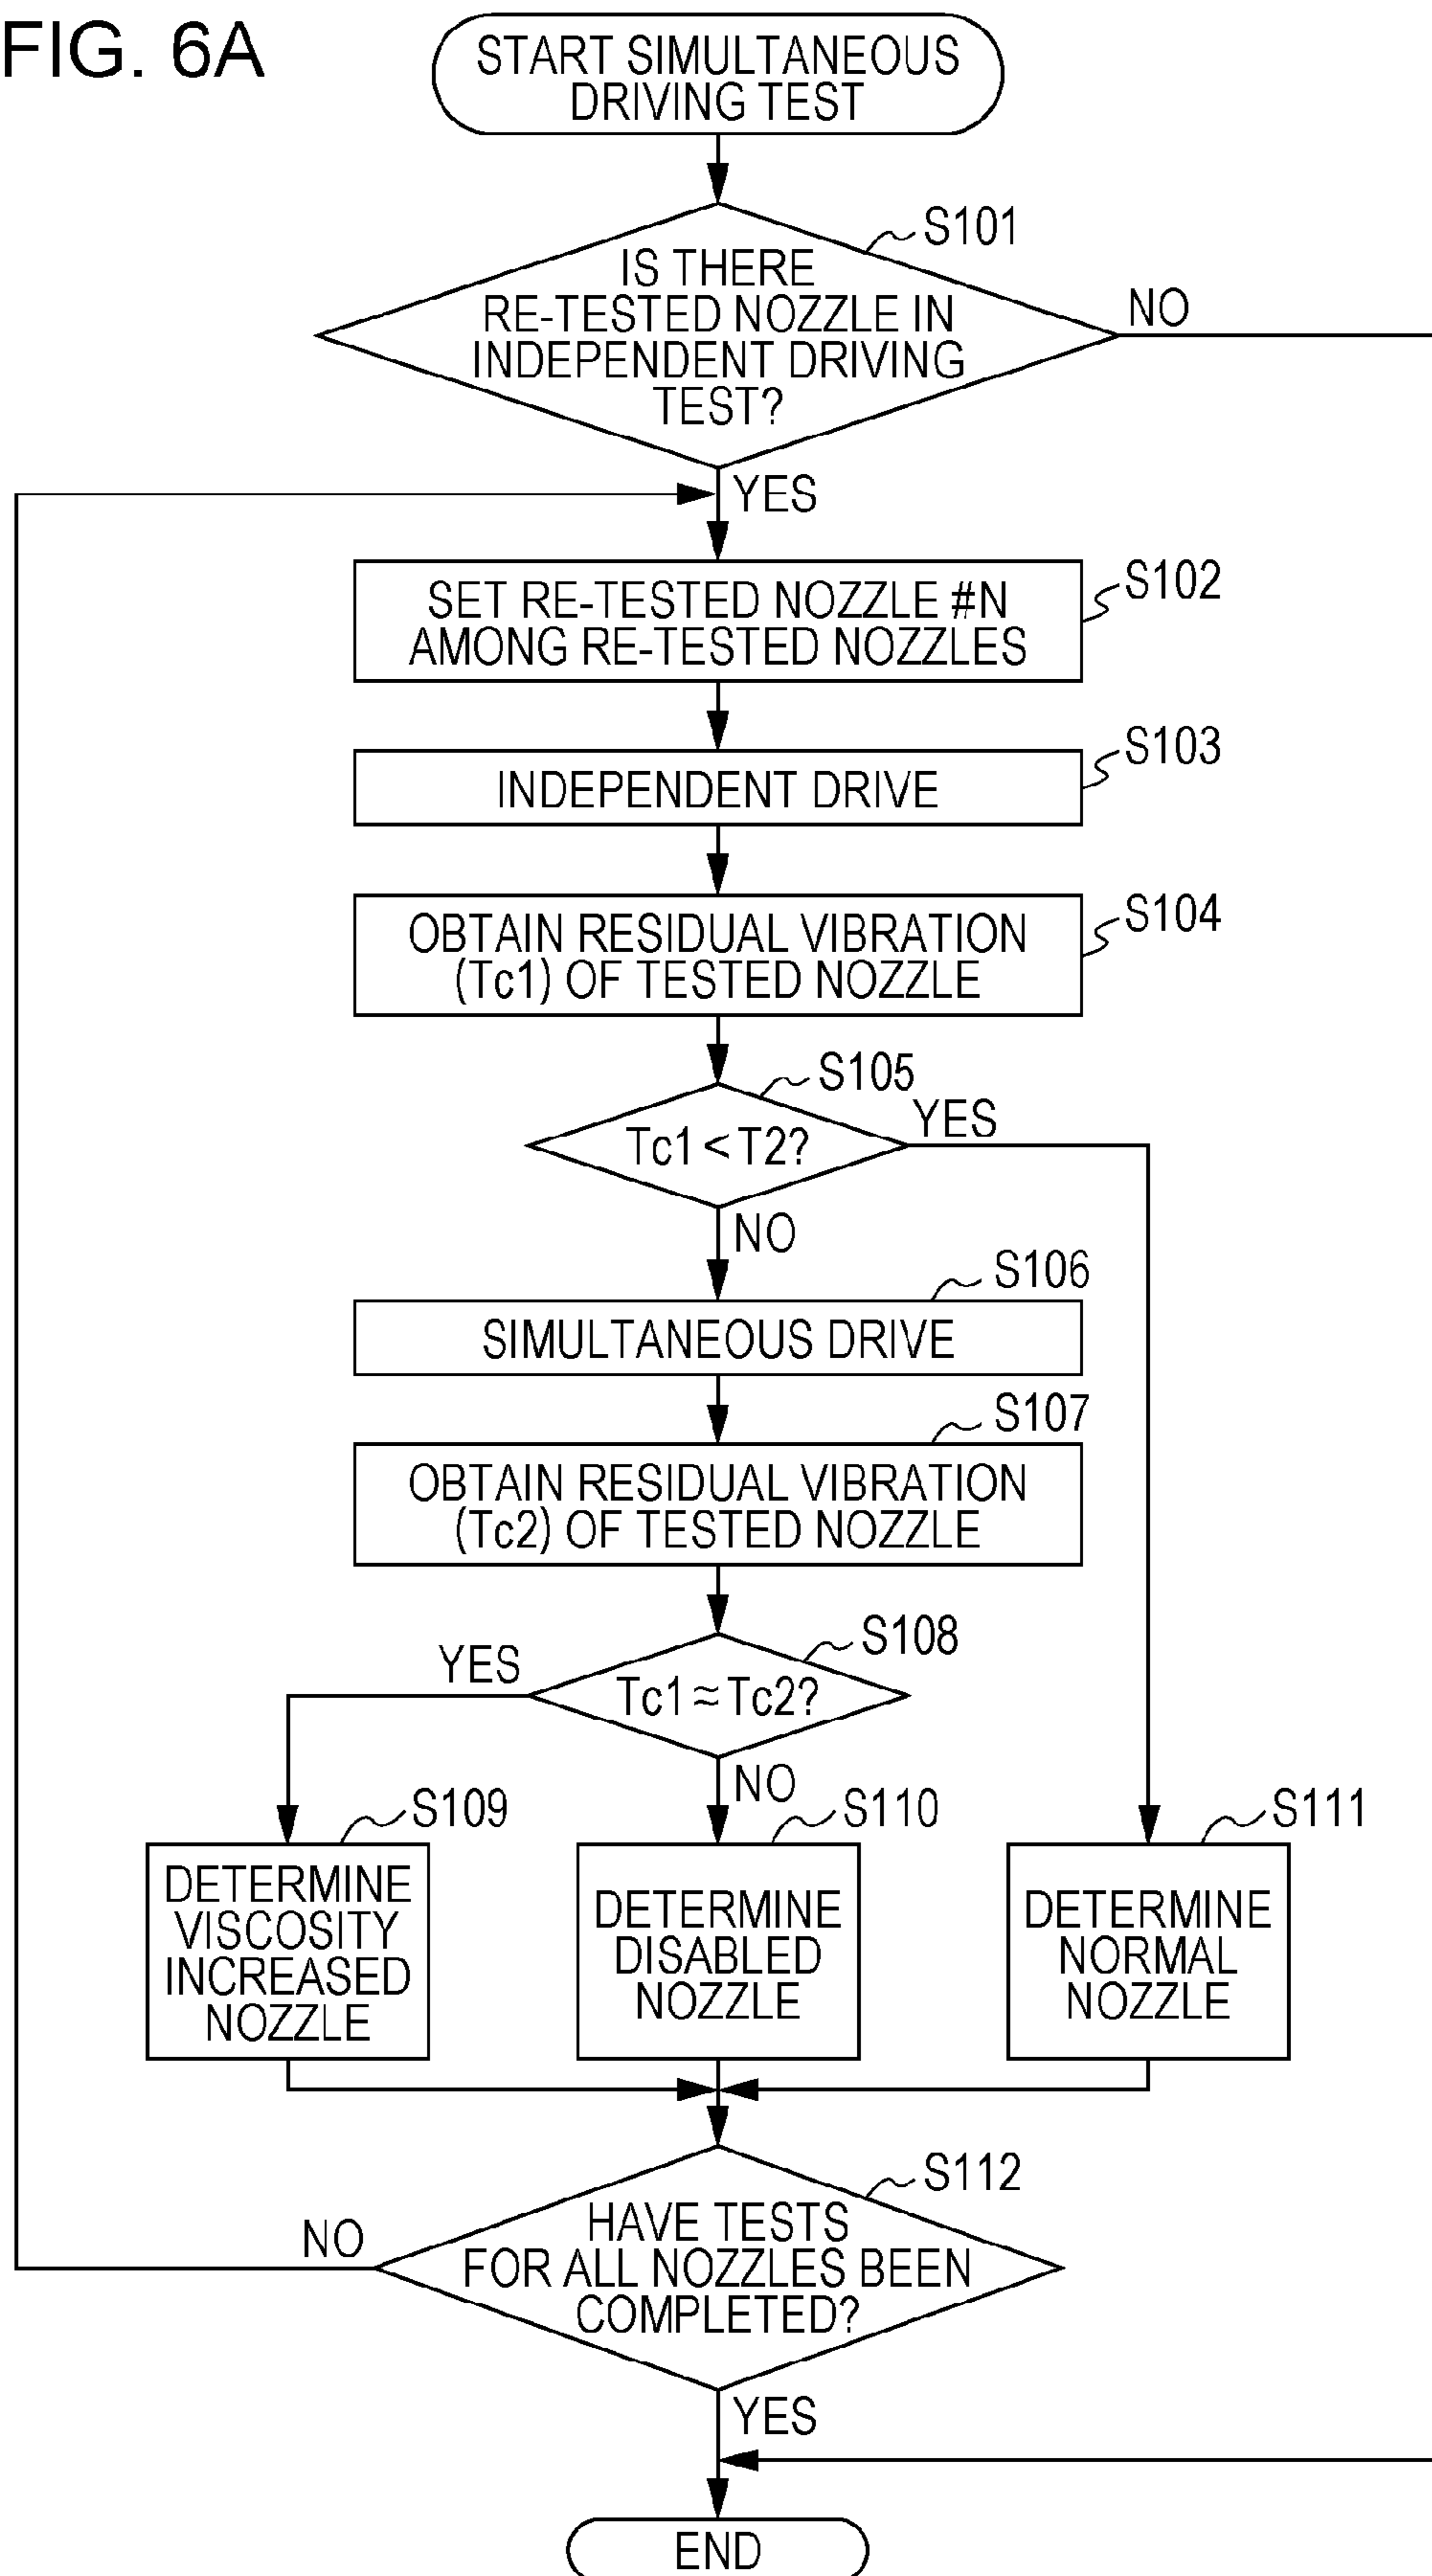 FIG. 6A
START SIMULTANEOUS
DRIVING TEST
S101
IS THERE
RE-TESTED NOZZLE IN
INDEPENDENT DRIVING
TEST?
NO
YES
S102
SET RE-TESTED NOZZLE #N
AMONG RE-TESTED NOZZLES
S103
INDEPENDENT DRIVE
S104
OBTAIN RESIDUAL VIBRATION
(Tc1) OF TESTED NOZZLE
S105
Tc1 < T2?
YES
NO
S106
SIMULTANEOUS DRIVE
S107
OBTAIN RESIDUAL VIBRATION
(Tc2) OF TESTED NOZZLE
S108
YES
Tc1 ≈ Tc2?
NO
S109
DETERMINE
VISCOSITY
INCREASED
NOZZLE
S110
DETERMINE
DISABLED
NOZZLE
S111
DETERMINE
NORMAL
NOZZLE
S112
HAVE TESTS
FOR ALL NOZZLES BEEN
COMPLETED?
NO
YES
END